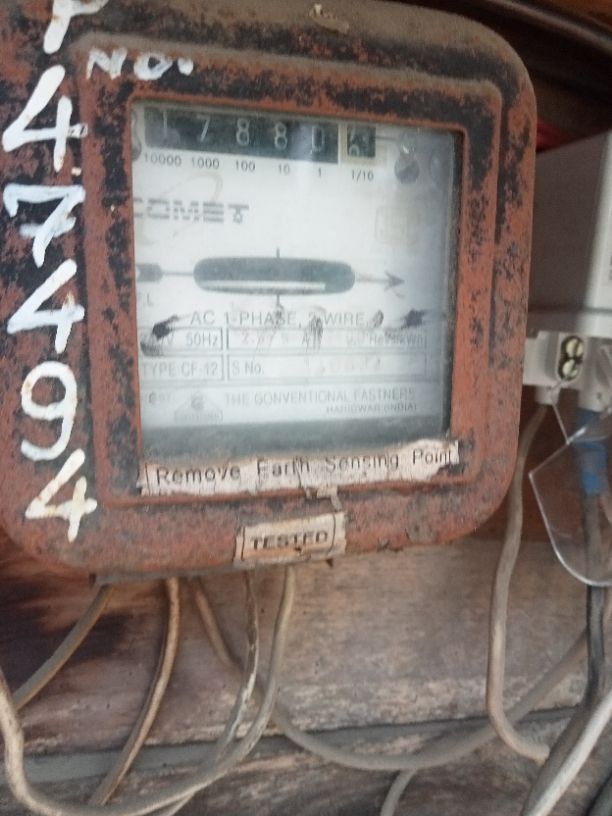 No.
47494
17880
10000 1000 100 10 1 1/10
COMET
AC 1-PHASE, 2 WIRE,
50Hz
TYPE CF-12 S No.
THE GONVENTIONAL FASTNERS
HARIDWAR (INDIA)
Remove Earth Sensing Point
TESTED